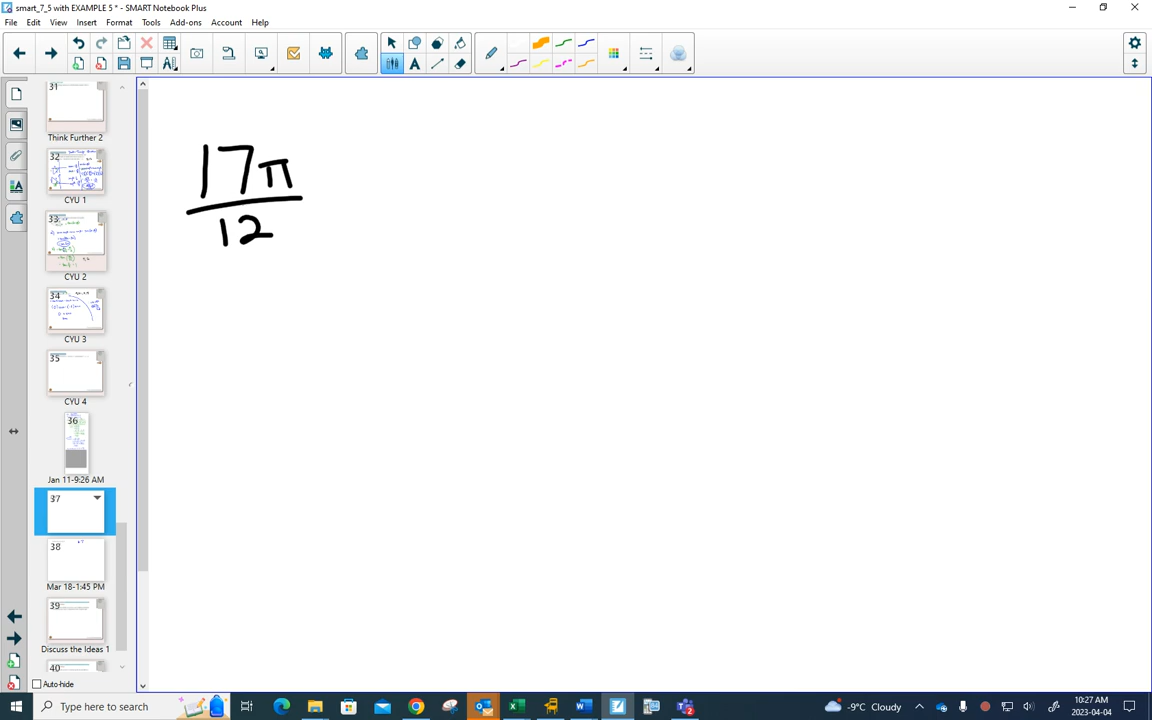 smart_7_5 with EXAMPLE 5 * - SMART Notebook Plus
File Edit View Insert Format Tools Add-ons Account Help
31
Think Further 2
32
CYU 1
33
CYU 2
34
CYU 3
35
CYU 4
36
Jan 11-9:26 AM
37
38
Mar 18-1:45 PM
39
Discuss the Ideas 1
40
Auto-hide
17π
12
Type here to search
-9°C Cloudy
10:27 AM
2023-04-04